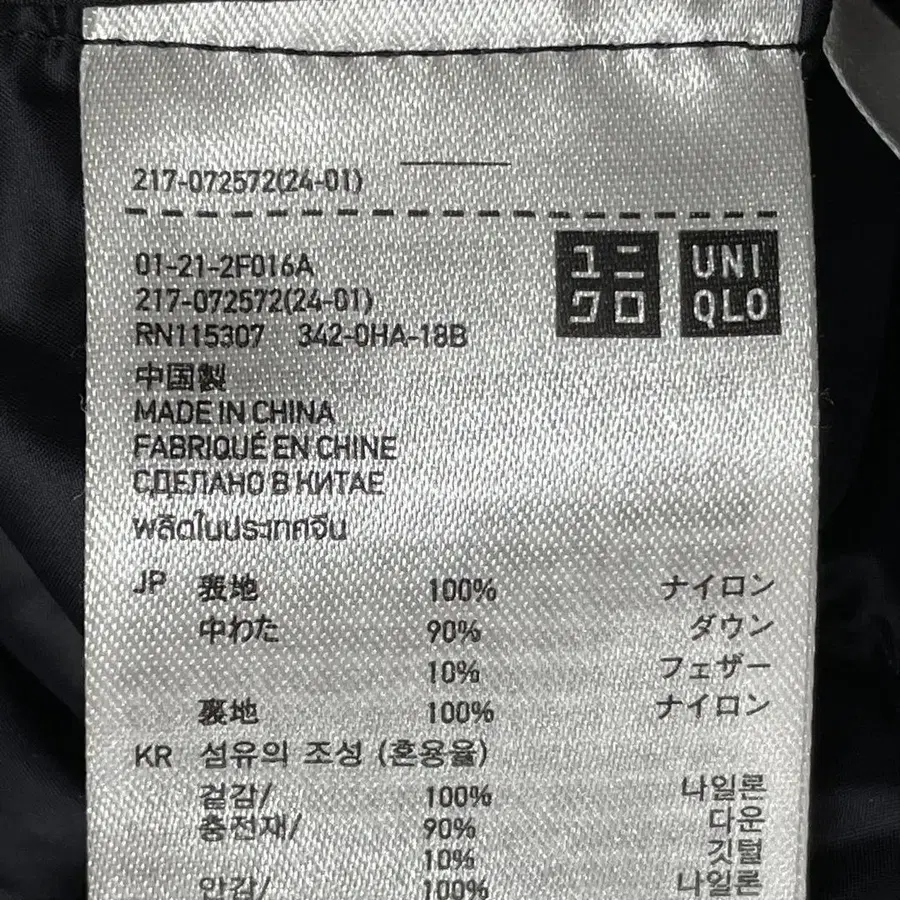 217-072572(24-01)
ユニ
クロ
UNI
QLO
01-21-2F016A
217-072572(24-01)
RN115307 342-0HA-18B
中国製
MADE IN CHINA
FABRIQUÉ EN CHINE
СДЕЛАНО В КИТАЕ
ผลิตในประเทศจีน
JP 表地 100% ナイロン
中わた 90% ダウン
10% フェザー
裏地 100% ナイロン
KR 섬유의 조성 (혼용율)
겉감/ 100% 나일론
충전재/ 90% 다운
10% 깃털
안감/ 100% 나일론